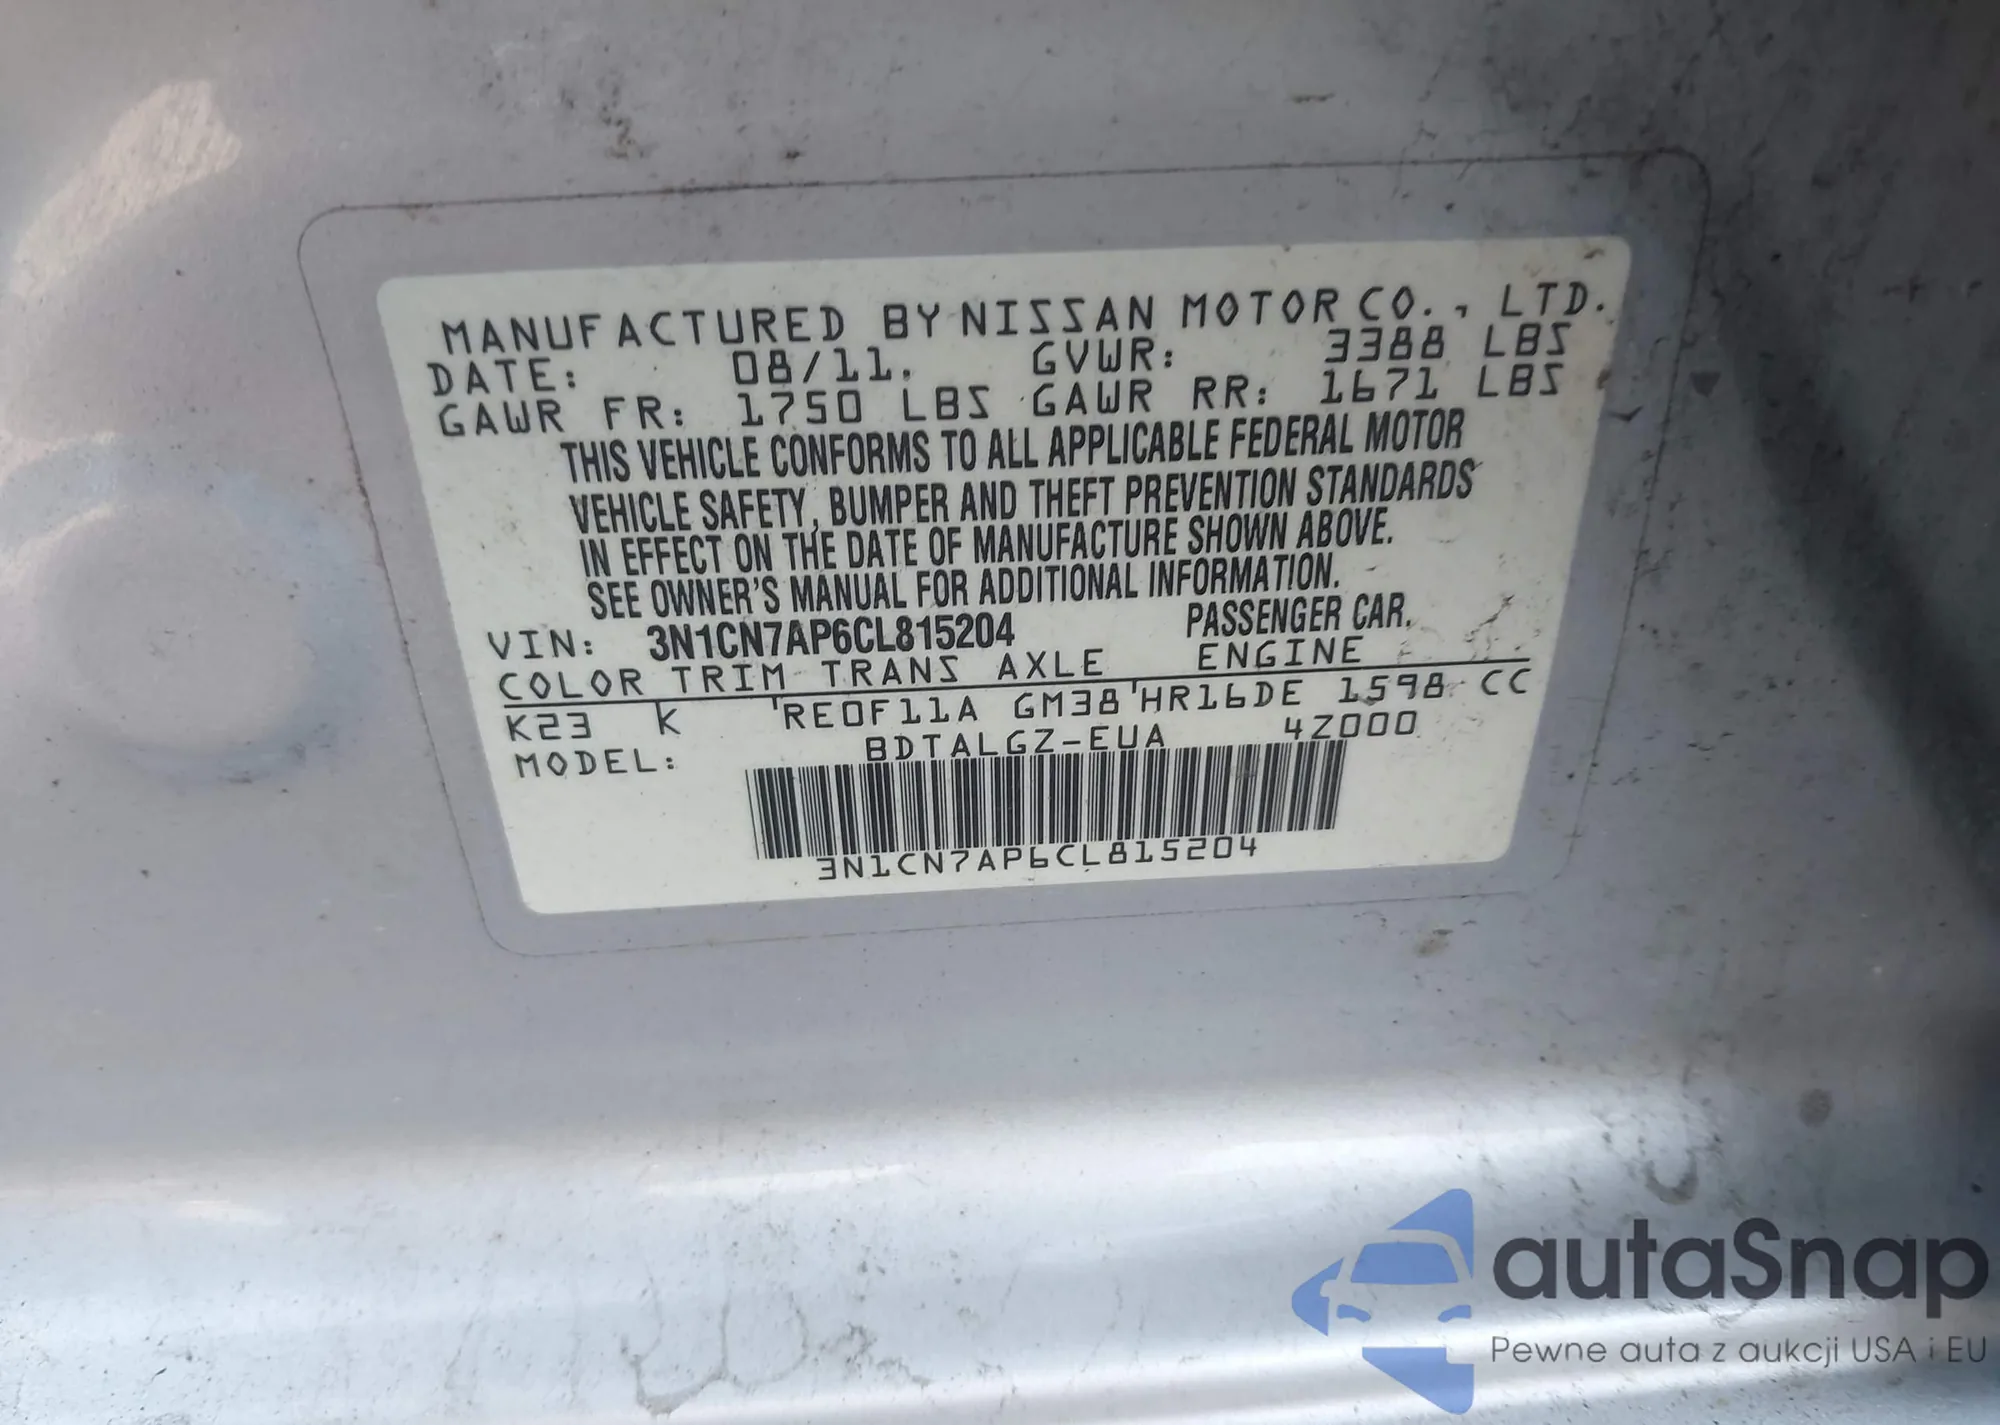 MANUFACTURED BY NISSAN MOTOR CO., LTD.
DATE: 08/11. GVWR: 3388 LBS
GAWR FR: 1750 LBS GAWR RR: 1671 LBS
THIS VEHICLE CONFORMS TO ALL APPLICABLE FEDERAL MOTOR
VEHICLE SAFETY, BUMPER AND THEFT PREVENTION STANDARDS
IN EFFECT ON THE DATE OF MANUFACTURE SHOWN ABOVE.
SEE OWNER'S MANUAL FOR ADDITIONAL INFORMATION.
VIN: 3N1CN7AP6CL815204 PASSENGER CAR.
COLOR TRIM TRANS AXLE ENGINE
K23 K RE0F11A GM38 HR16DE 1598 CC
MODEL: BDTALGZ-EUA 4Z000
3N1CN7AP6CL815204
autaSnap
Pewne auta z aukcji USA i EU